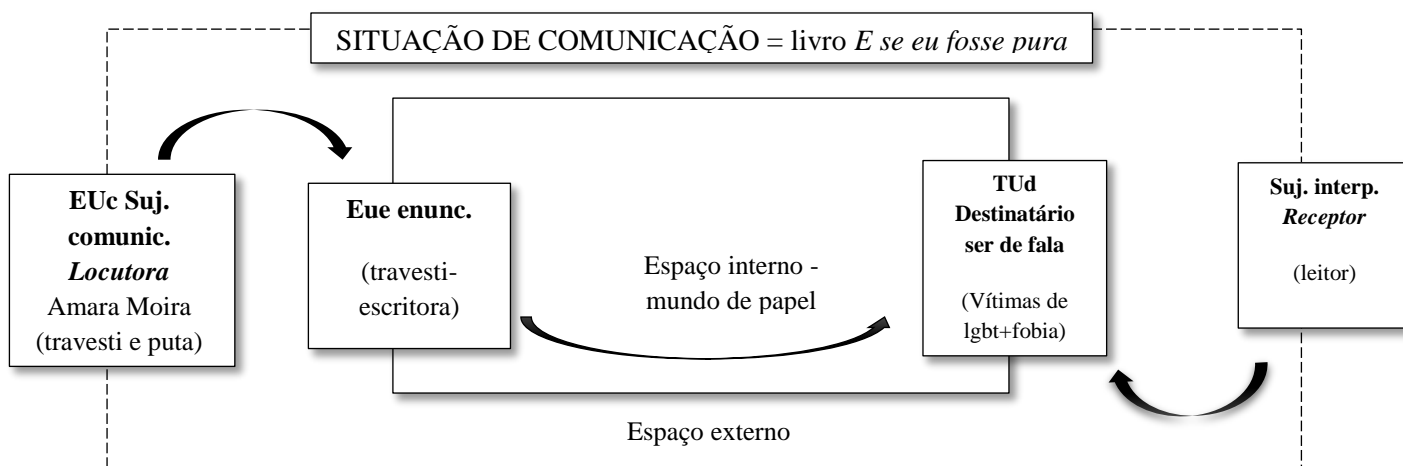 SITUAÇÃO DE COMUNICAÇÃO = livro E se eu fosse pura
EUc Suj.
comunic.
Locutora
Amara Moira
(travesti e puta)
Eue enunc.
(travesti-
escritora)
Espaço interno -
mundo de papel
TUd
Destinatário
ser de fala
(Vítimas de
lgbt+fobia)
Suj. interp.
Receptor
(leitor)
Espaço externo